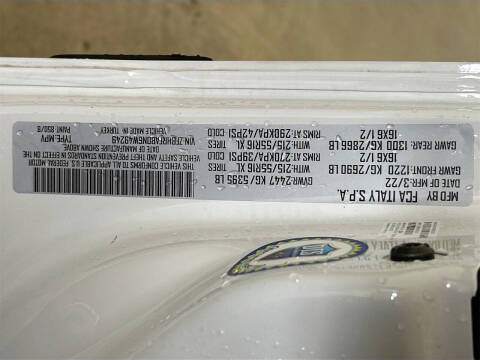 MFD BY
FCA ITALY S.P.A.
DATE OF MFR:3/22 GVWR:2447 KG/5395 LB
GAWR FRONT:1220 KG/2690 LB WITH:215/55R16 XL
16X6 1/2 RIMS AT:270KPA/39PSI COLD
GAWR REAR:1300 KG/2866 LB WITH:215/55R16 XL
16X6 1/2 RIMS AT:290KPA/42PSI COLD
THIS VEHICLE CONFORMS TO ALL APPLICABLE U.S. FEDERAL MOTOR
VEHICLE SAFETY AND THEFT PREVENTION STANDARDS IN EFFECT ON THE
DATE OF MANUFACTURE SHOWN ABOVE
TYPE:MPV
VEHICLE MADE IN: TURKEY
PAINT